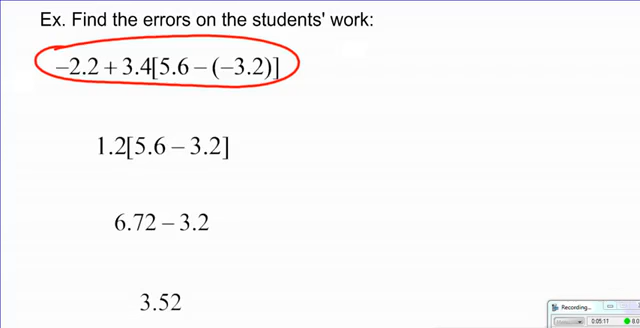 Ex. Find the errors on the students' work:
−2.2 + 3.4[5.6 − (−3.2)]
1.2[5.6 − 3.2]
6.72 − 3.2
3.52
Recording...
0:05:11